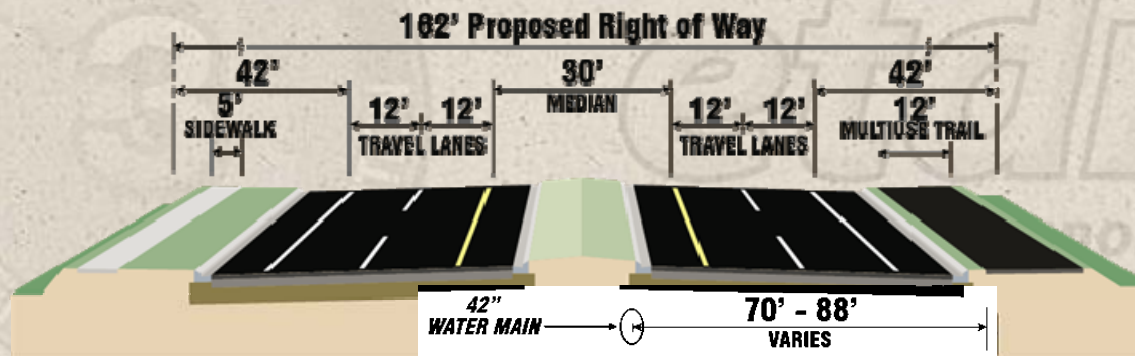 162' Proposed Right of Way
42' 30' 42'
5' 12' 12' MEDIAN 12' 12' 12'
SIDEWALK TRAVEL LANES TRAVEL LANES MULTIUSE TRAIL
42" 70' - 88'
WATER MAIN VARIES